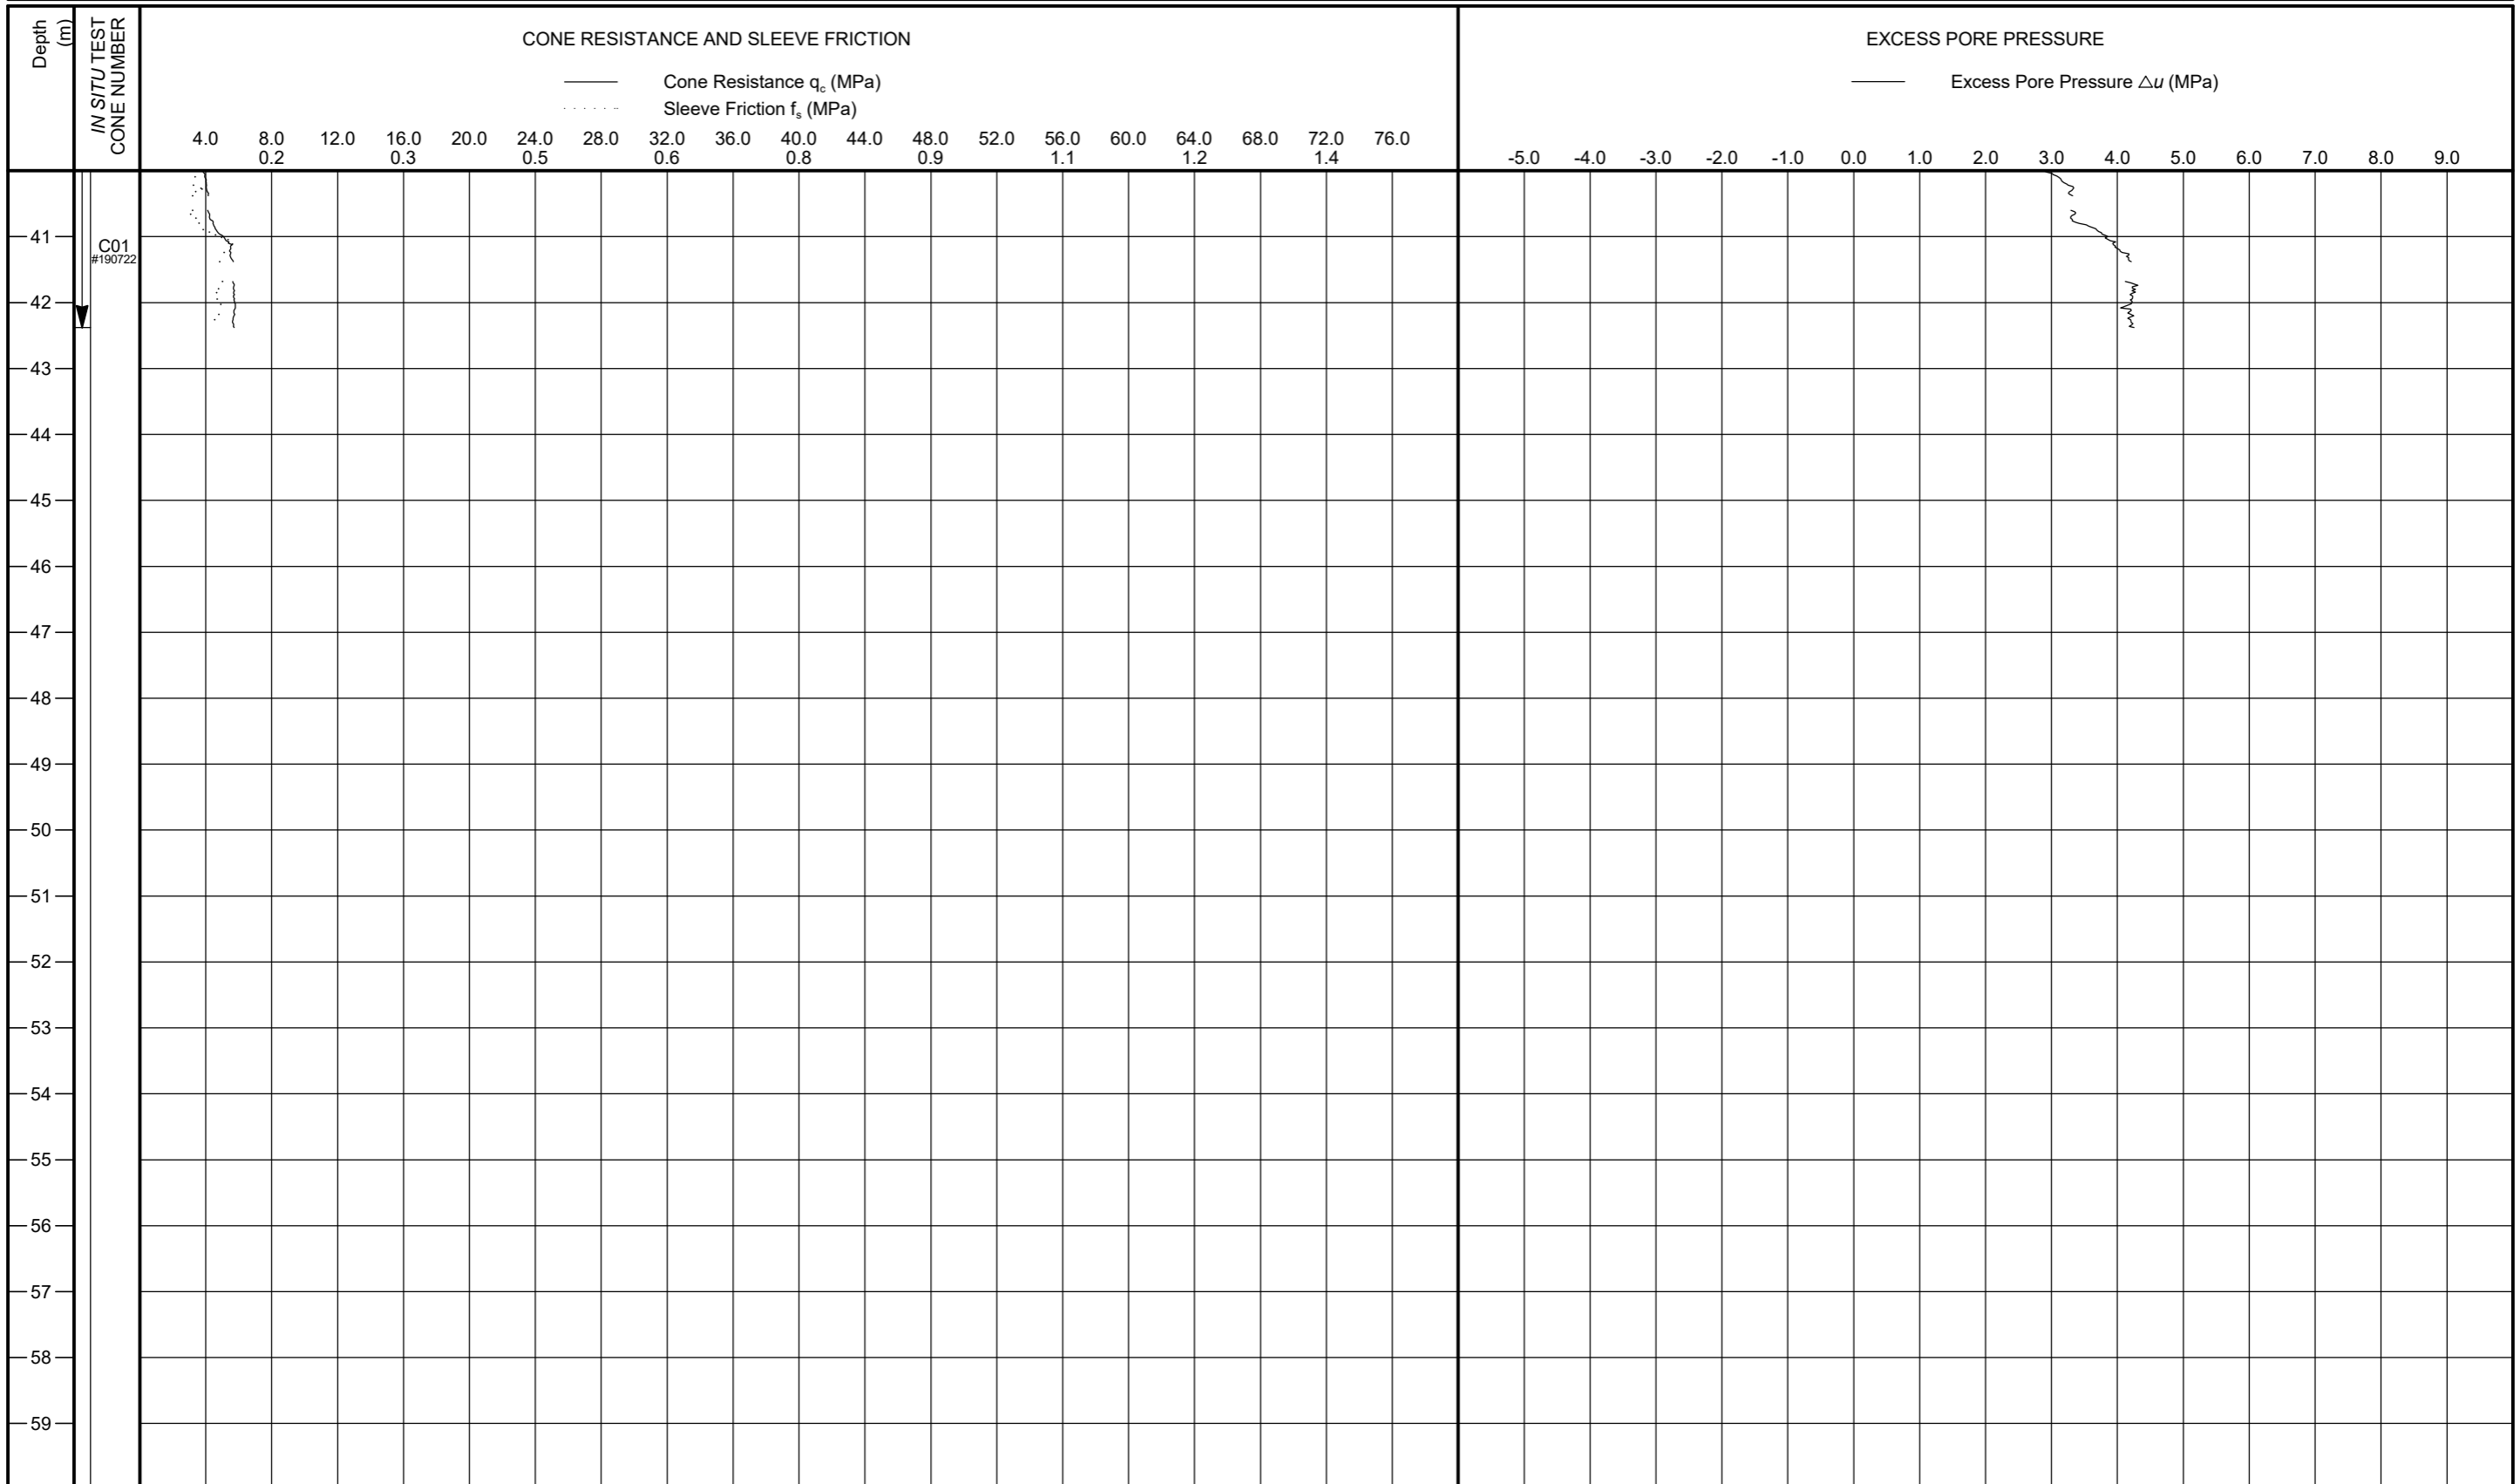 Depth
(m)
IN SITU TEST
CONE NUMBER
CONE RESISTANCE AND SLEEVE FRICTION
Cone Resistance qc (MPa)
Sleeve Friction fs (MPa)
4.0 8.0 12.0 16.0 20.0 24.0 28.0 32.0 36.0 40.0 44.0 48.0 52.0 56.0 60.0 64.0 68.0 72.0 76.0
0.2 0.3 0.5 0.6 0.8 0.9 1.1 1.2 1.4
EXCESS PORE PRESSURE
Excess Pore Pressure △u (MPa)
-5.0 -4.0 -3.0 -2.0 -1.0 0.0 1.0 2.0 3.0 4.0 5.0 6.0 7.0 8.0 9.0
41
C01
#190722
42
43
44
45
46
47
48
49
50
51
52
53
54
55
56
57
58
59